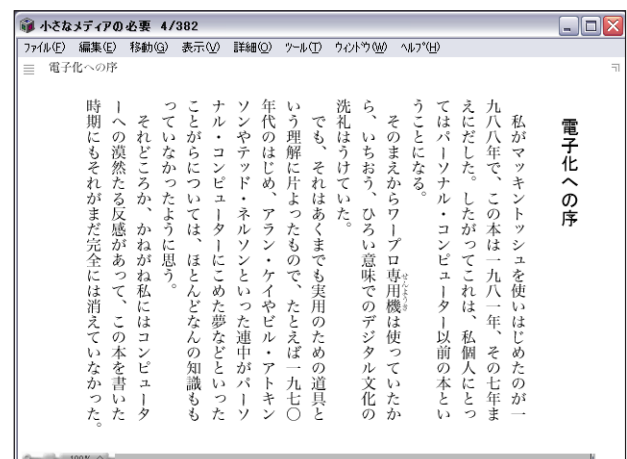 小さなメディアの必要 4/382
ファイル(F) 編集(E) 移動(G) 表示(V) 詳細(O) ツール(T) ウィンドウ(W) ヘルプ(H)
電子化への序
電子化への序
私がマッキントッシュを使いはじめたのが一
九八八年で、この本は一九八一年、その七年ま
えにだした。したがってこれは、私個人にとっ
てはパーソナル・コンピューター以前の本とい
うことになる。
そのまえからワープロ専用機は使っていたか
せんようき
ら、いちおう、ひろい意味でのデジタル文化の
洗礼はうけていた。
でも、それはあくまでも実用のための道具と
いう理解に片よったもので、たとえば一九七〇
年代のはじめ、アラン・ケイやビル・アトキン
ソンやテッド・ネルソンといった連中がパーソ
ナル・コンピューターにこめた夢などといった
ことがらについては、ほとんどなんの知識ももっ
っていなかったように思う。
それどころか、かねがね私にはコンピュータ
ーへの漠然たる反感があって、この本を書いた
時期にもそれがまだ完全には消えていなかった。
100%